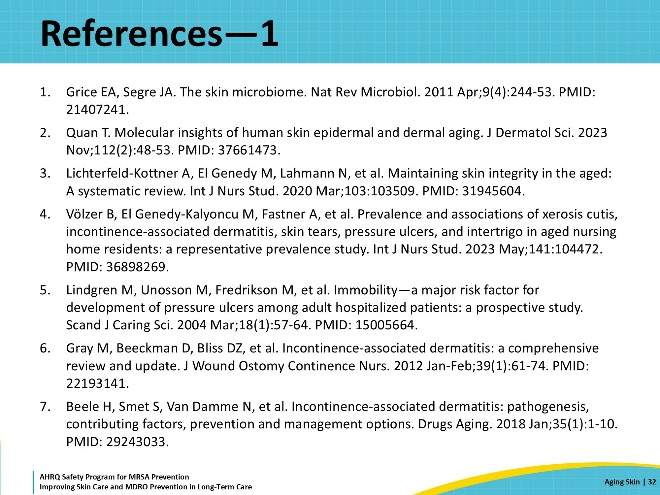 References—1
1. Grice EA, Segre JA. The skin microbiome. Nat Rev Microbiol. 2011 Apr;9(4):244-53. PMID:
21407241.
2. Quan T. Molecular insights of human skin epidermal and dermal aging. J Dermatol Sci. 2023
Nov;112(2):48-53. PMID: 37661473.
3. Lichterfeld-Kottner A, El Genedy M, Lahmann N, et al. Maintaining skin integrity in the aged:
A systematic review. Int J Nurs Stud. 2020 Mar;103:103509. PMID: 31945604.
4. Völzer B, El Genedy-Kalyoncu M, Fastner A, et al. Prevalence and associations of xerosis cutis,
incontinence-associated dermatitis, skin tears, pressure ulcers, and intertrigo in aged nursing
home residents: a representative prevalence study. Int J Nurs Stud. 2023 May;141:104472.
PMID: 36898269.
5. Lindgren M, Unosson M, Fredrikson M, et al. Immobility—a major risk factor for
development of pressure ulcers among adult hospitalized patients: a prospective study.
Scand J Caring Sci. 2004 Mar;18(1):57-64. PMID: 15005664.
6. Gray M, Beeckman D, Bliss DZ, et al. Incontinence-associated dermatitis: a comprehensive
review and update. J Wound Ostomy Continence Nurs. 2012 Jan-Feb;39(1):61-74. PMID:
22193141.
7. Beele H, Smet S, Van Damme N, et al. Incontinence-associated dermatitis: pathogenesis,
contributing factors, prevention and management options. Drugs Aging. 2018 Jan;35(1):1-10.
PMID: 29243033.
AHRQ Safety Program for MRSA Prevention
Improving Skin Care and MDRO Prevention in Long-Term Care
Aging Skin | 32